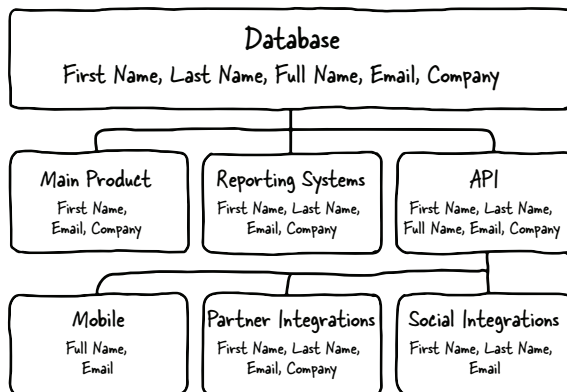 Database
First Name, Last Name, Full Name, Email, Company
Main Product
First Name,
Email, Company
Reporting Systems
First Name, Last Name,
Email, Company
API
First Name, Last Name,
Full Name, Email, Company
Mobile
Full Name,
Email
Partner Integrations
First Name, Last Name,
Email, Company
Social Integrations
First Name, Last Name,
Email